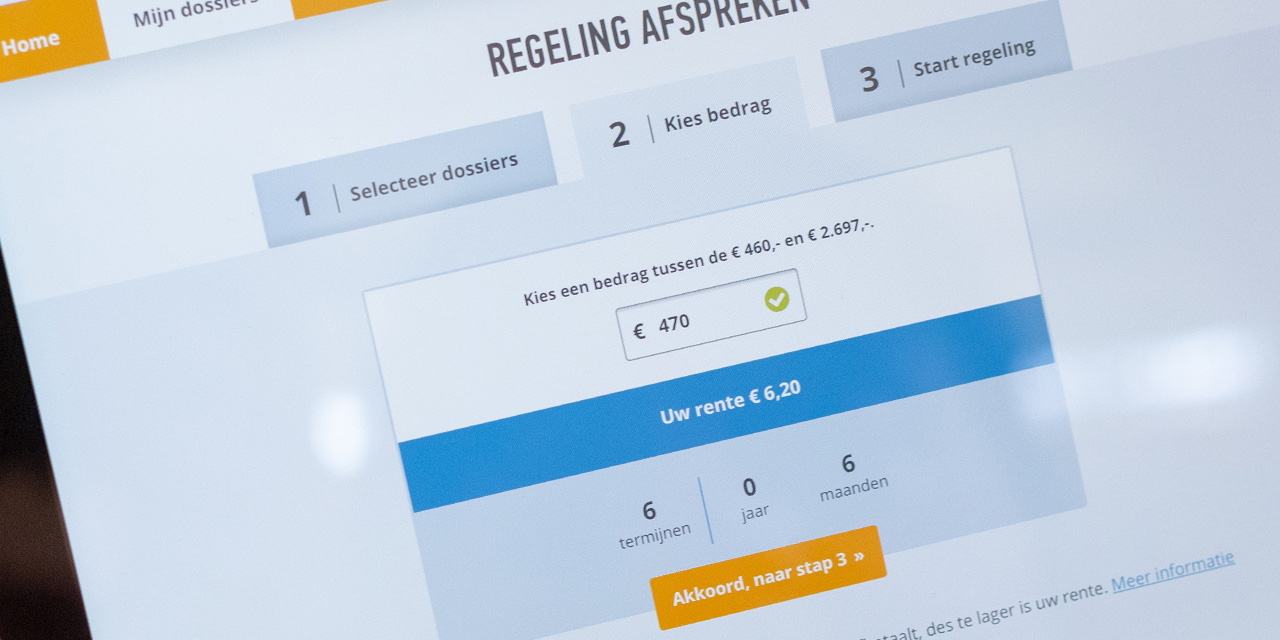 Home
Mijn dossiers
REGELING AFSPREKEN
1 | Selecteer dossiers
2 | Kies bedrag
3 | Start regeling
Kies een bedrag tussen de € 460,- en € 2.697,-.
€ 470
Uw rente € 6,20
6
termijnen
0
jaar
6
maanden
Akkoord, naar stap 3 »
des te lager is uw rente. Meer informatie